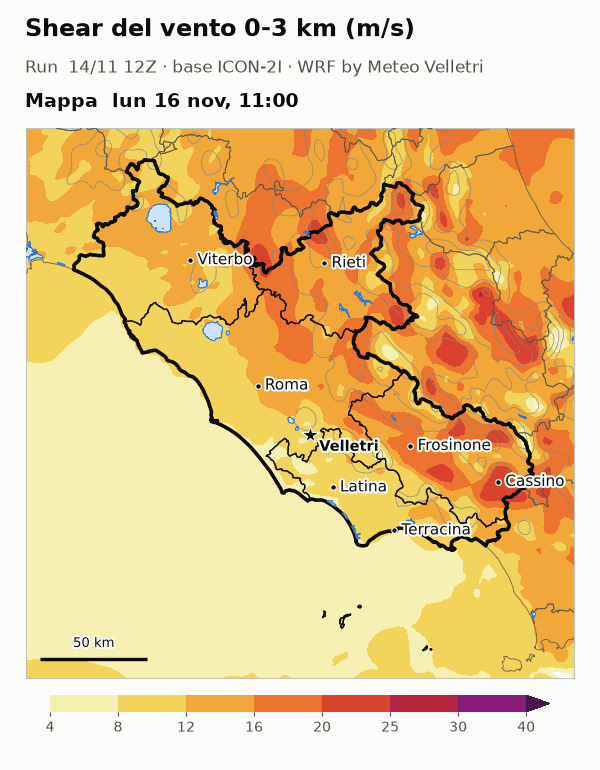 Shear del vento 0-3 km (m/s)
Run  14/11 12Z · base ICON-2I · WRF by Meteo Velletri
Mappa  lun 16 nov, 11:00
Viterbo
Rieti
Roma
Velletri
Frosinone
Latina
Cassino
Terracina
50 km
4 8 12 16 20 25 30 40